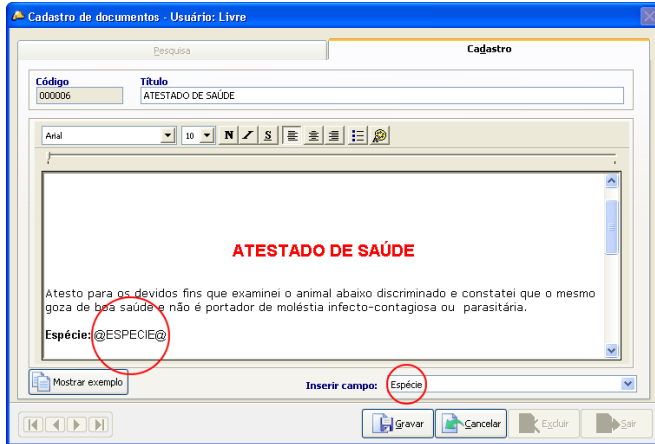 Cadastro de documentos - Usuário: Livre
Pesquisa
Cadastro
Código
Título
000006
ATESTADO DE SAÚDE
Arial
10
N I S
ATESTADO DE SAÚDE
Atesto para os devidos fins que examinei o animal abaixo discriminado e constatei que o mesmo
goza de boa saúde e não é portador de moléstia infecto-contagiosa ou parasitária.
Espécie: @ESPECIE@
Mostrar exemplo
Inserir campo:
Espécie
Gravar
Cancelar
Excluir
Sair